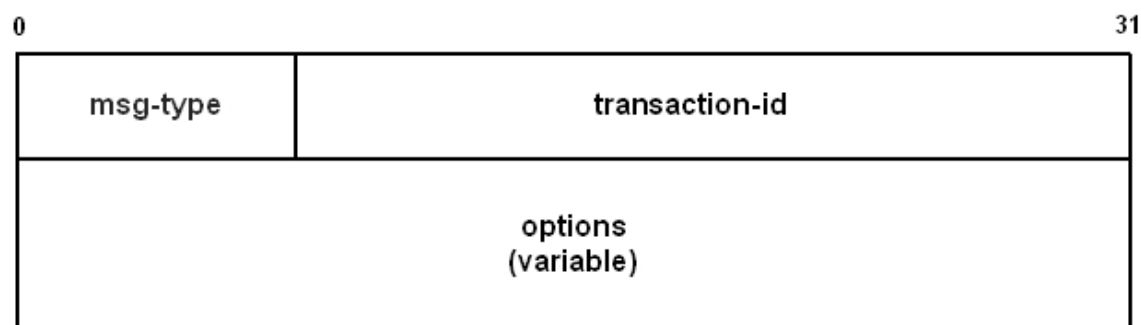 0 31
msg-type transaction-id
options
(variable)